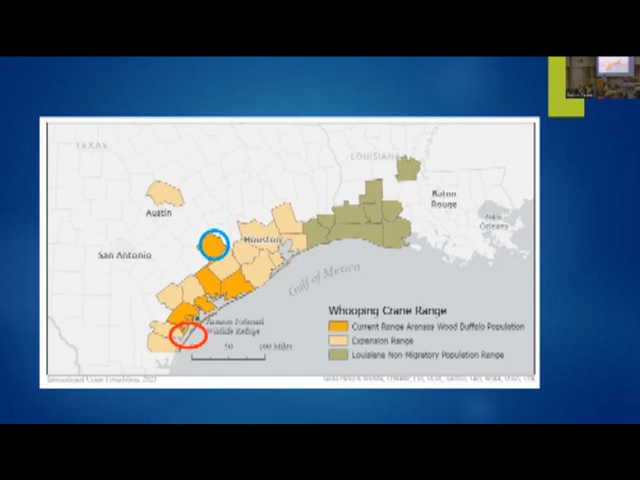 TEXAS
LOUISIANA
Austin
Baton
Rouge
New
Orleans
San Antonio
Houston
Gulf of Mexico
Aransas National
Wildlife Refuge
50 100 Miles
Whooping Crane Range
Current Range Aransas Wood Buffalo Population
Expansion Range
Louisiana Non-Migratory Population Range
International Crane Foundation, 2023